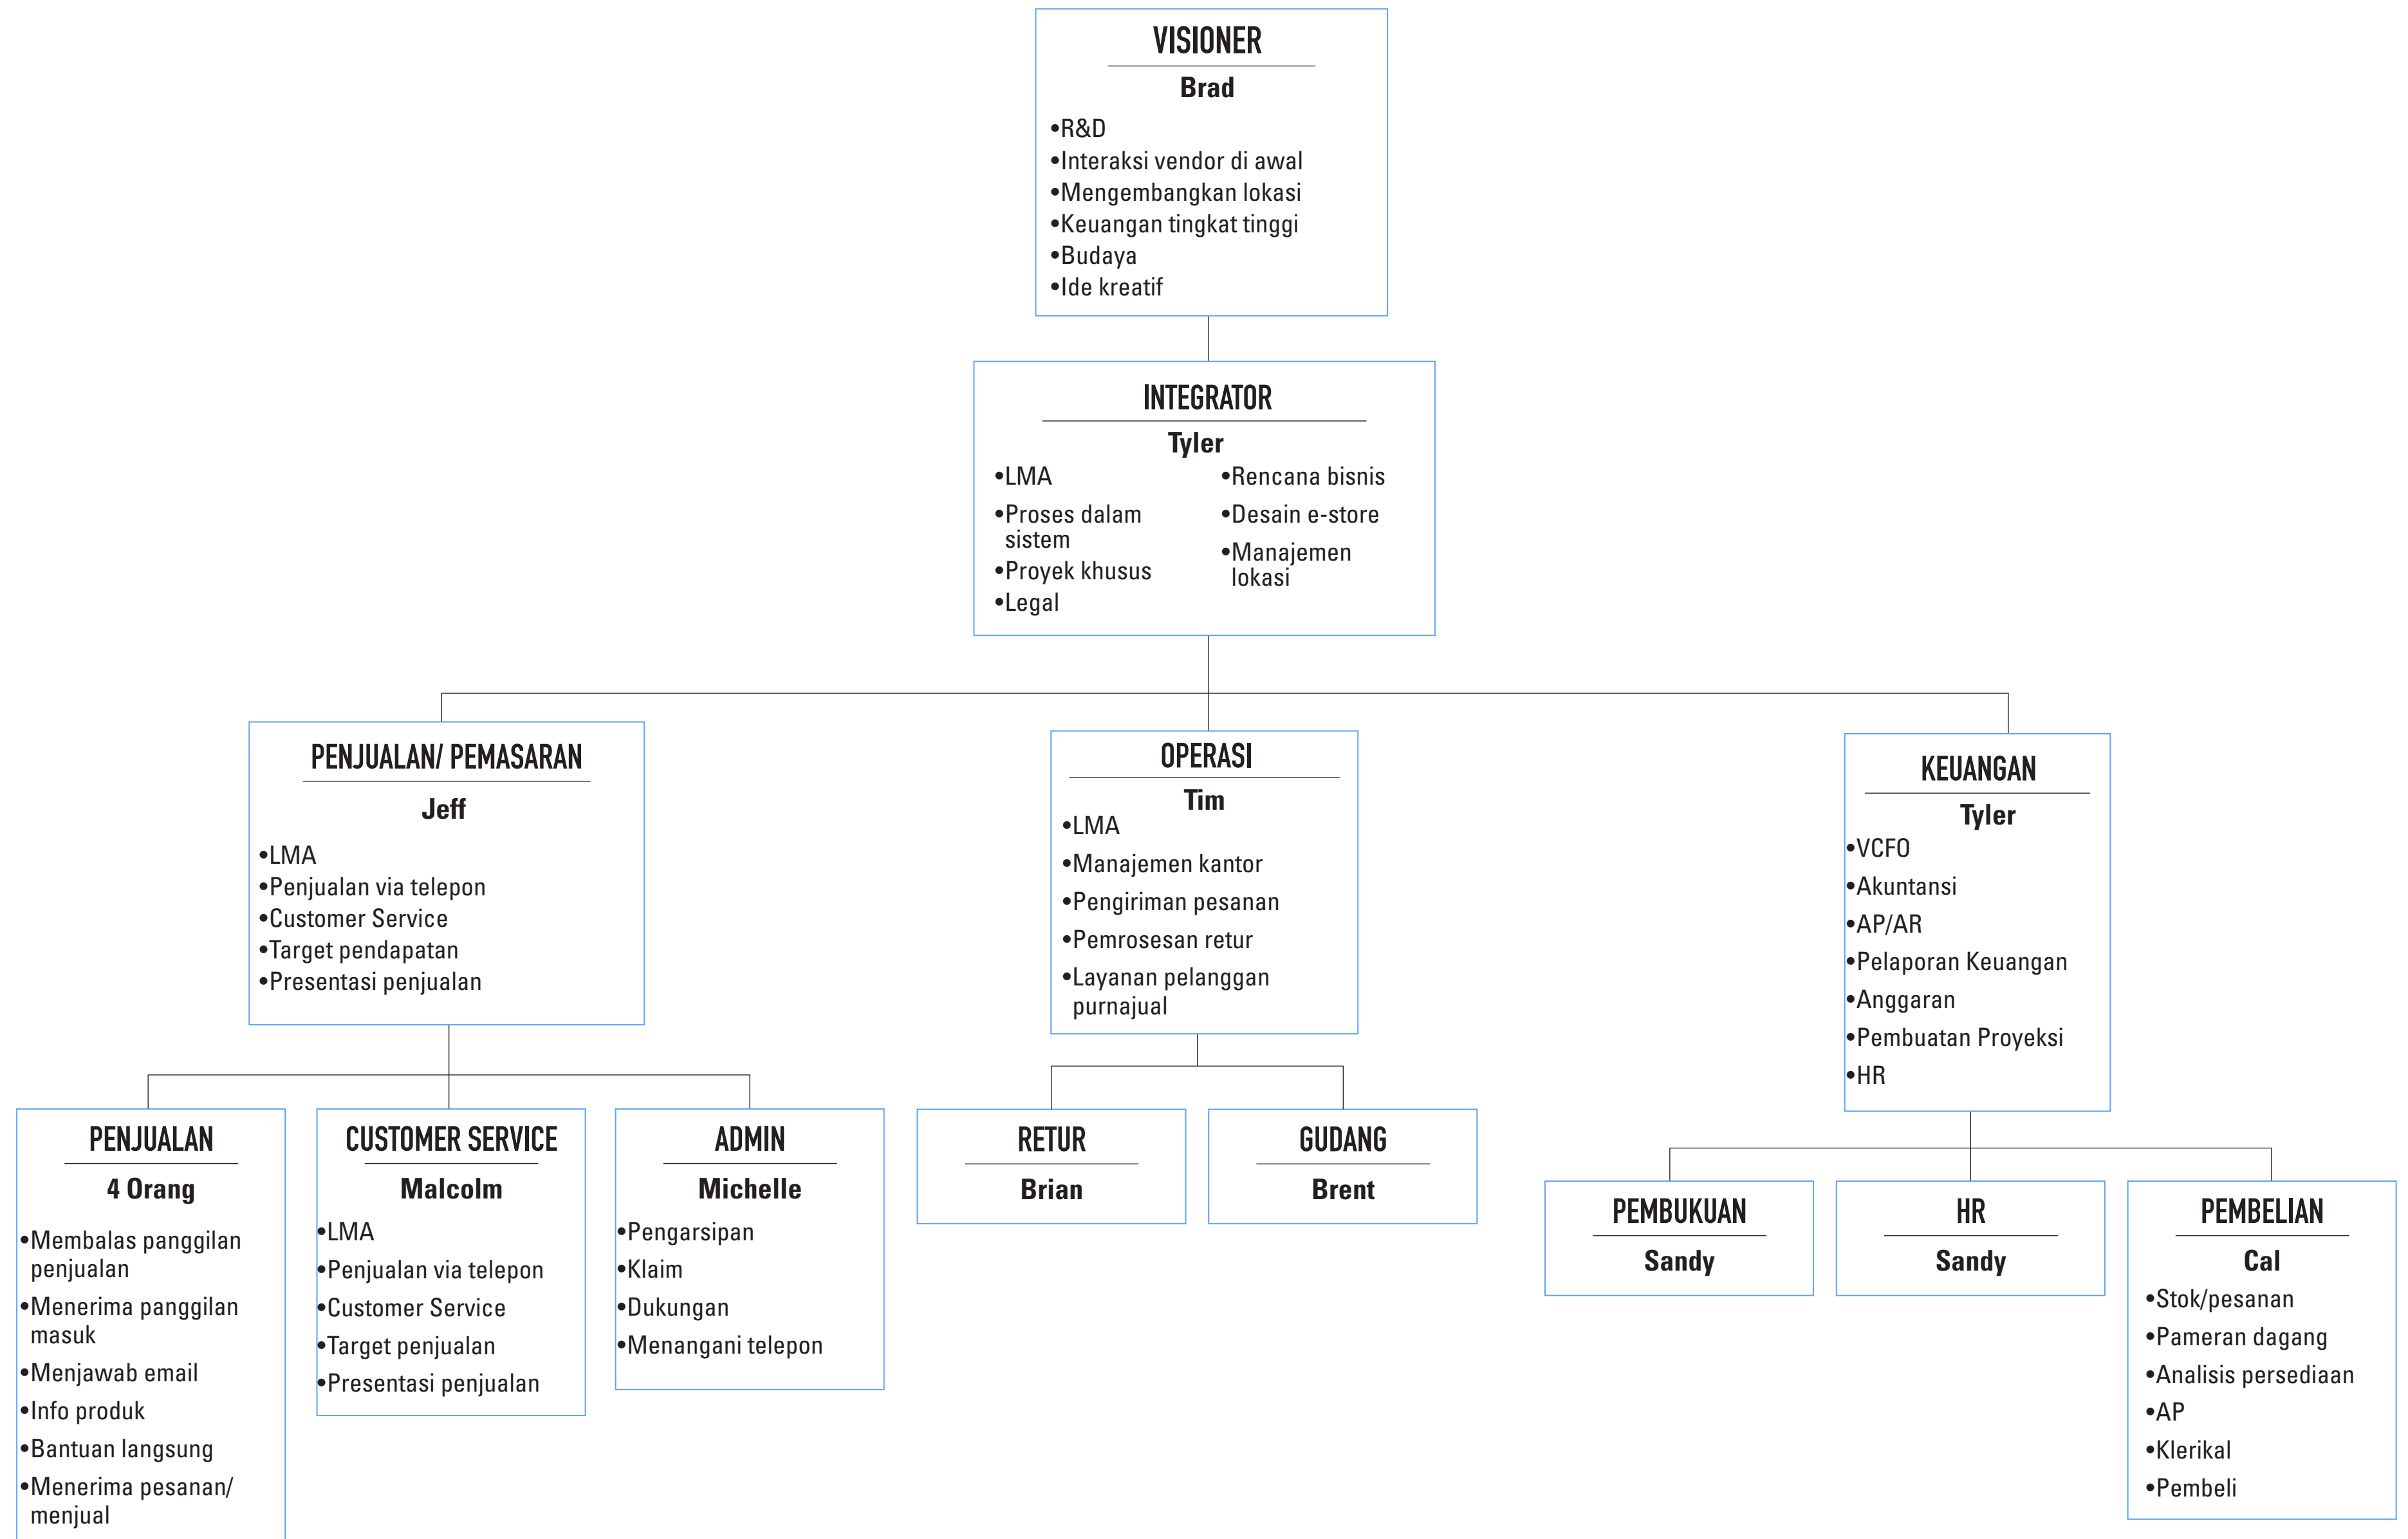 VISIONER
Brad
•R&D
•Interaksi vendor di awal
•Mengembangkan lokasi
•Keuangan tingkat tinggi
•Budaya
•Ide kreatif
INTEGRATOR
Tyler
•LMA
•Proses dalam
sistem
•Proyek khusus
•Legal
•Rencana bisnis
•Desain e-store
•Manajemen
lokasi
PENJUALAN/ PEMASARAN
Jeff
•LMA
•Penjualan via telepon
•Customer Service
•Target pendapatan
•Presentasi penjualan
OPERASI
Tim
•LMA
•Manajemen kantor
•Pengiriman pesanan
•Pemrosesan retur
•Layanan pelanggan
purnajual
KEUANGAN
Tyler
•VCFO
•Akuntansi
•AP/AR
•Pelaporan Keuangan
•Anggaran
•Pembuatan Proyeksi
•HR
PENJUALAN
4 Orang
•Membalas panggilan
penjualan
•Menerima panggilan
masuk
•Menjawab email
•Info produk
•Bantuan langsung
•Menerima pesanan/
menjual
CUSTOMER SERVICE
Malcolm
•LMA
•Penjualan via telepon
•Customer Service
•Target penjualan
•Presentasi penjualan
ADMIN
Michelle
•Pengarsipan
•Klaim
•Dukungan
•Menangani telepon
RETUR
Brian
GUDANG
Brent
PEMBUKUAN
Sandy
HR
Sandy
PEMBELIAN
Cal
•Stok/pesanan
•Pameran dagang
•Analisis persediaan
•AP
•Klerikal
•Pembeli